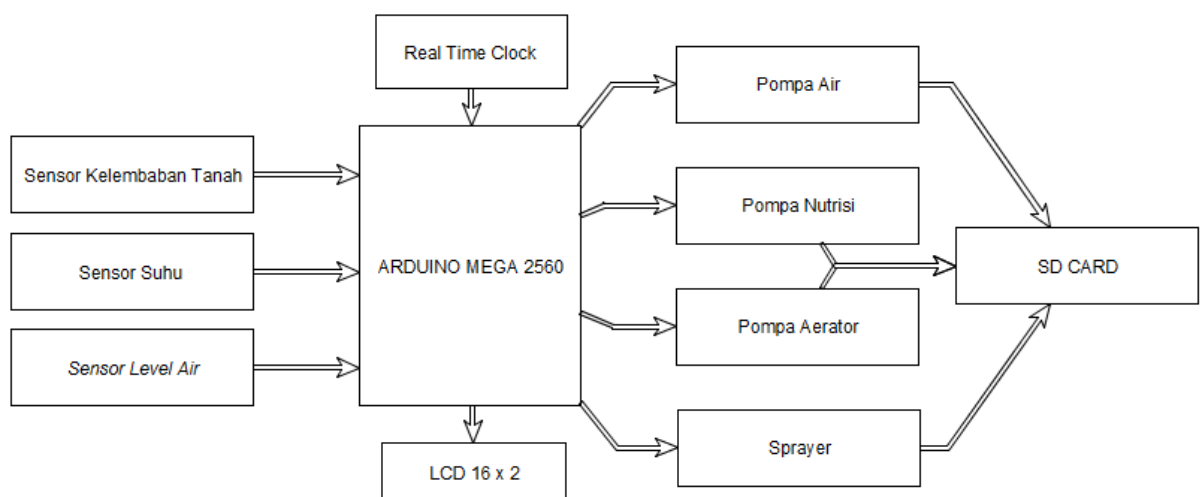 Real Time Clock
Pompa Air
Sensor Kelembaban Tanah
Pompa Nutrisi
Sensor Suhu
ARDUINO MEGA 2560
SD CARD
Pompa Aerator
Sensor Level Air
Sprayer
LCD 16 x 2